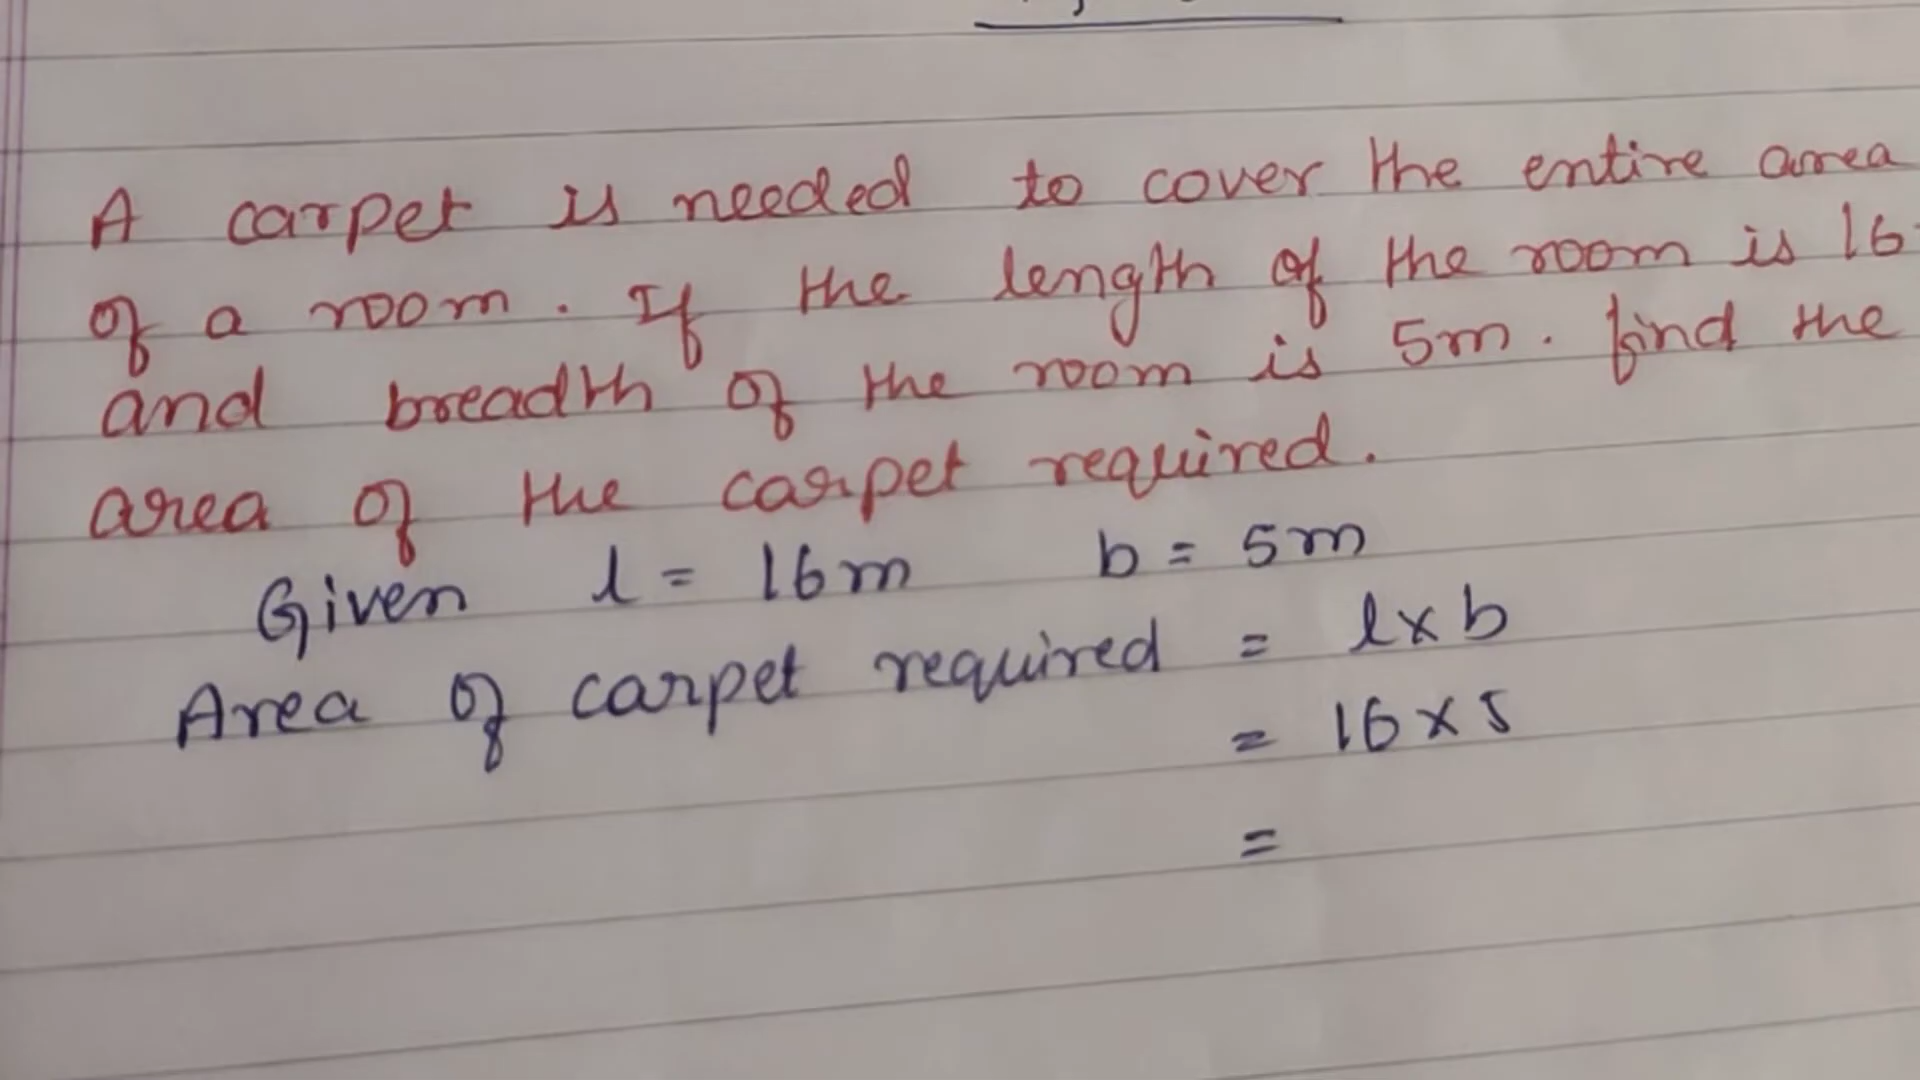 A carpet is needed to cover the entire area
of a room. If the length of the room is 16
and breadth of the room is 5m. find the
area of the carpet required.
Given l = 16m b = 5m
Area of carpet required = l×b
= 16×5
=